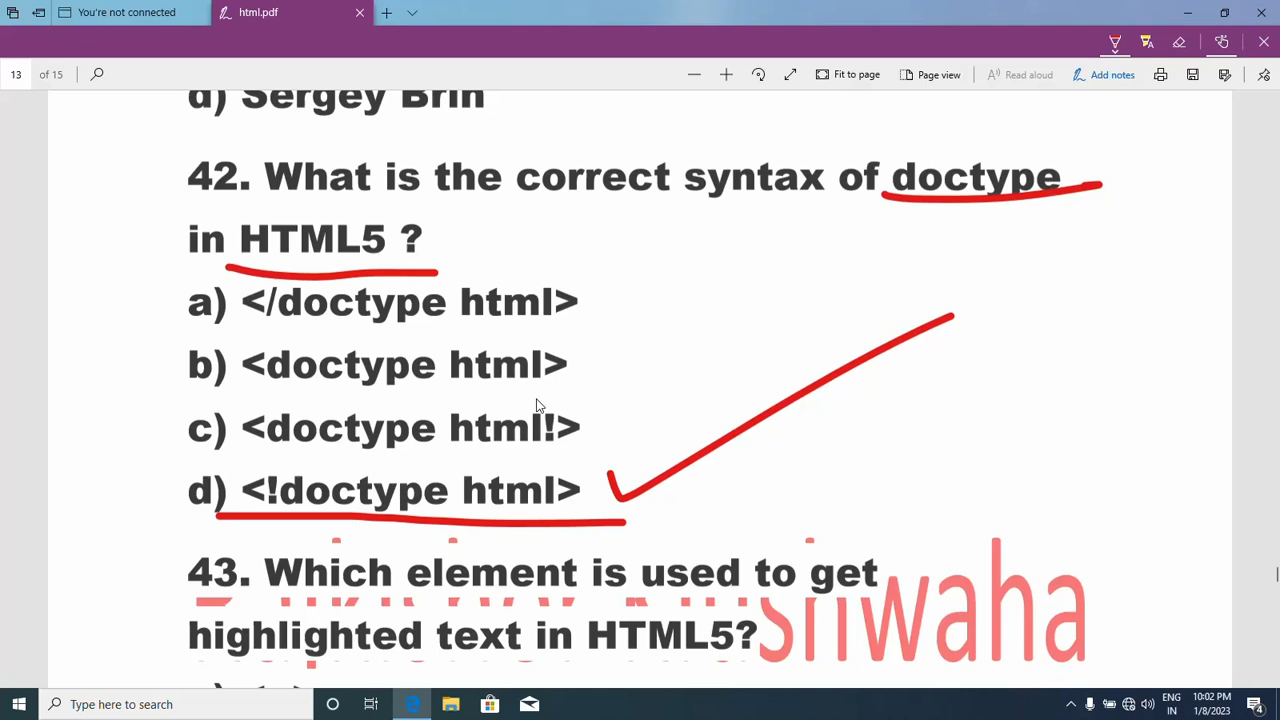 You're not connected
html.pdf
13 of 15
Fit to page
Page view
Read aloud
Add notes
d) Sergey Brin
42. What is the correct syntax of doctype
in HTML5 ?
a) </doctype html>
b) <doctype html>
c) <doctype html!>
d) <!doctype html>
43. Which element is used to get
highlighted text in HTML5?
Type here to search
ENG
IN
10:02 PM
1/8/2023
4